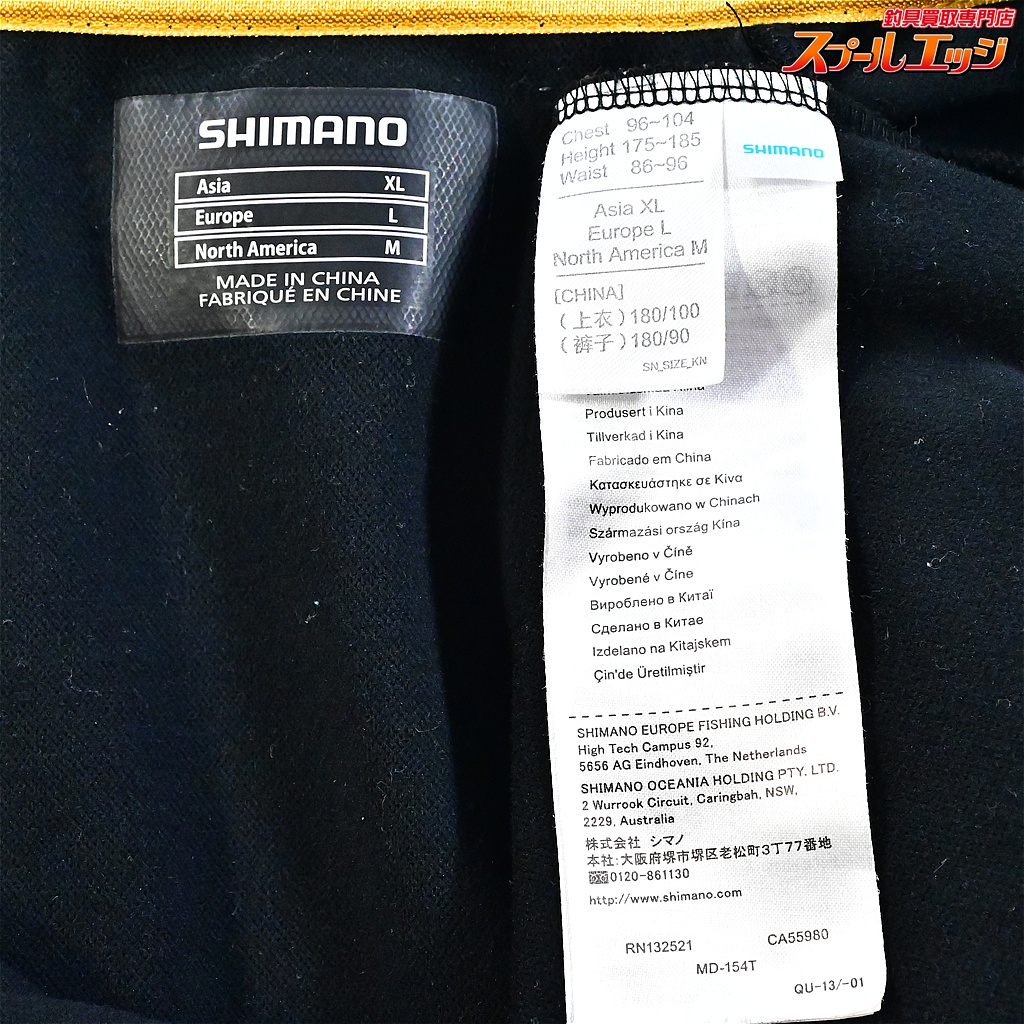 釣具買取専門店
スプールエッジ
SHIMANO
Asia XL
Europe L
North America M
MADE IN CHINA
FABRIQUÉ EN CHINE
Chest 96~104
Height 175~185
Waist 86~96
Asia XL
Europe L
North America M
[CHINA]
(上衣)180/100
(裤子)180/90
SN_SIZE_KN
SHIMANO
Produsert i Kina
Tillverkad i Kina
Fabricado em China
Κατασκευάστηκε σε Κίνα
Wyprodukowano w Chinach
Származási ország Kína
Vyrobeno v Číně
Vyrobené v Číne
Вироблено в Китаї
Сделано в Китае
Izdelano na Kitajskem
Çin'de Üretilmiştir
SHIMANO EUROPE FISHING HOLDING B.V.
High Tech Campus 92,
5656 AG Eindhoven, The Netherlands
SHIMANO OCEANIA HOLDING PTY. LTD.
2 Wurrook Circuit, Caringbah, NSW,
2229, Australia
株式会社 シマノ
本社:大阪府堺市堺区老松町3丁77番地
0120-861130
http://www.shimano.com
RN132521 CA55980
MD-154T
QU-13/-01